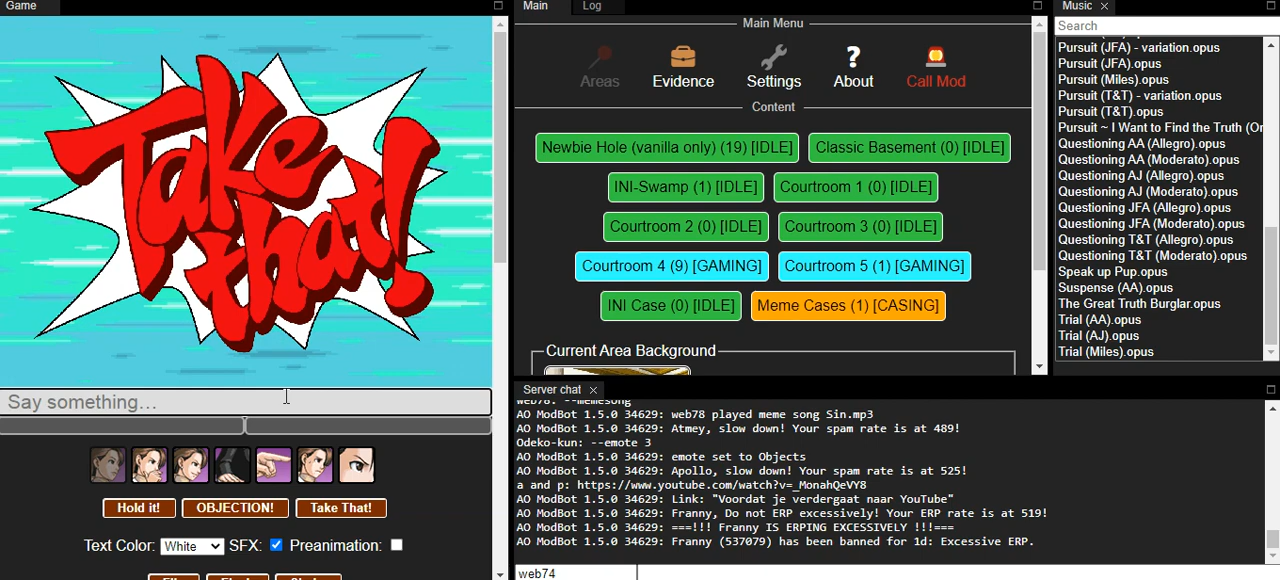 Game
Take
that!
Say something...
Hold it!
OBJECTION!
Take That!
Text Color: White SFX: Preanimation:
Main
Log
Main Menu
Areas
Evidence
Settings
About
Call Mod
Content
Newbie Hole (vanilla only) (19) [IDLE]
Classic Basement (0) [IDLE]
INI-Swamp (1) [IDLE]
Courtroom 1 (0) [IDLE]
Courtroom 2 (0) [IDLE]
Courtroom 3 (0) [IDLE]
Courtroom 4 (9) [GAMING]
Courtroom 5 (1) [GAMING]
INI Case (0) [IDLE]
Meme Cases (1) [CASING]
Current Area Background
Music
Search
Pursuit (JFA) - variation.opus
Pursuit (JFA).opus
Pursuit (Miles).opus
Pursuit (T&T) - variation.opus
Pursuit (T&T).opus
Pursuit ~ I Want to Find the Truth (Or
Questioning AA (Allegro).opus
Questioning AA (Moderato).opus
Questioning AJ (Allegro).opus
Questioning AJ (Moderato).opus
Questioning JFA (Allegro).opus
Questioning JFA (Moderato).opus
Questioning T&T (Allegro).opus
Questioning T&T (Moderato).opus
Speak up Pup.opus
Suspense (AA).opus
The Great Truth Burglar.opus
Trial (AA).opus
Trial (AJ).opus
Trial (Miles).opus
Server chat
web78: --memesong
AO ModBot 1.5.0 34629: web78 played meme song Sin.mp3
AO ModBot 1.5.0 34629: Atmey, slow down! Your spam rate is at 489!
Odeko-kun: --emote 3
AO ModBot 1.5.0 34629: emote set to Objects
AO ModBot 1.5.0 34629: Apollo, slow down! Your spam rate is at 525!
a and p: https://www.youtube.com/watch?v=_MonahQeVY8
AO ModBot 1.5.0 34629: Link: "Voordat je verdergaat naar YouTube"
AO ModBot 1.5.0 34629: Franny, Do not ERP excessively! Your ERP rate is at 519!
AO ModBot 1.5.0 34629: ===!!! Franny IS ERPING EXCESSIVELY !!!===
AO ModBot 1.5.0 34629: Franny (537079) has been banned for 1d: Excessive ERP.
web74